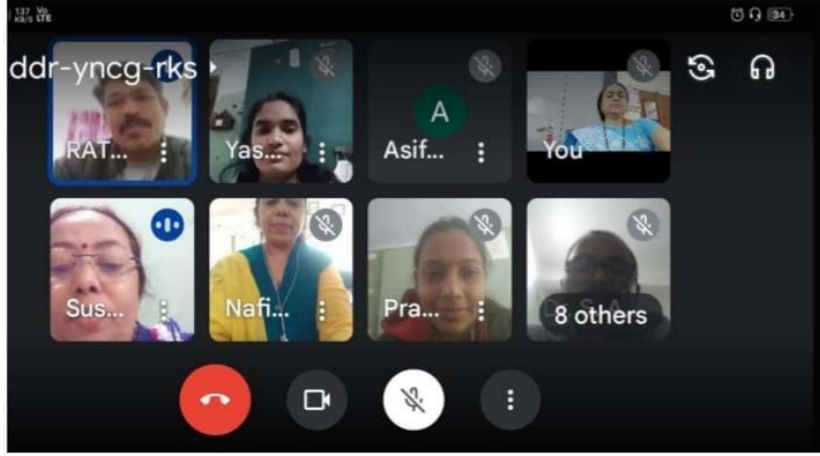 137 Vo
KB/S LTE
34
ddr-yncg-rks
RAT...
Yas...
A
Asif...
You
Sus...
Nafi...
Pra...
8 others